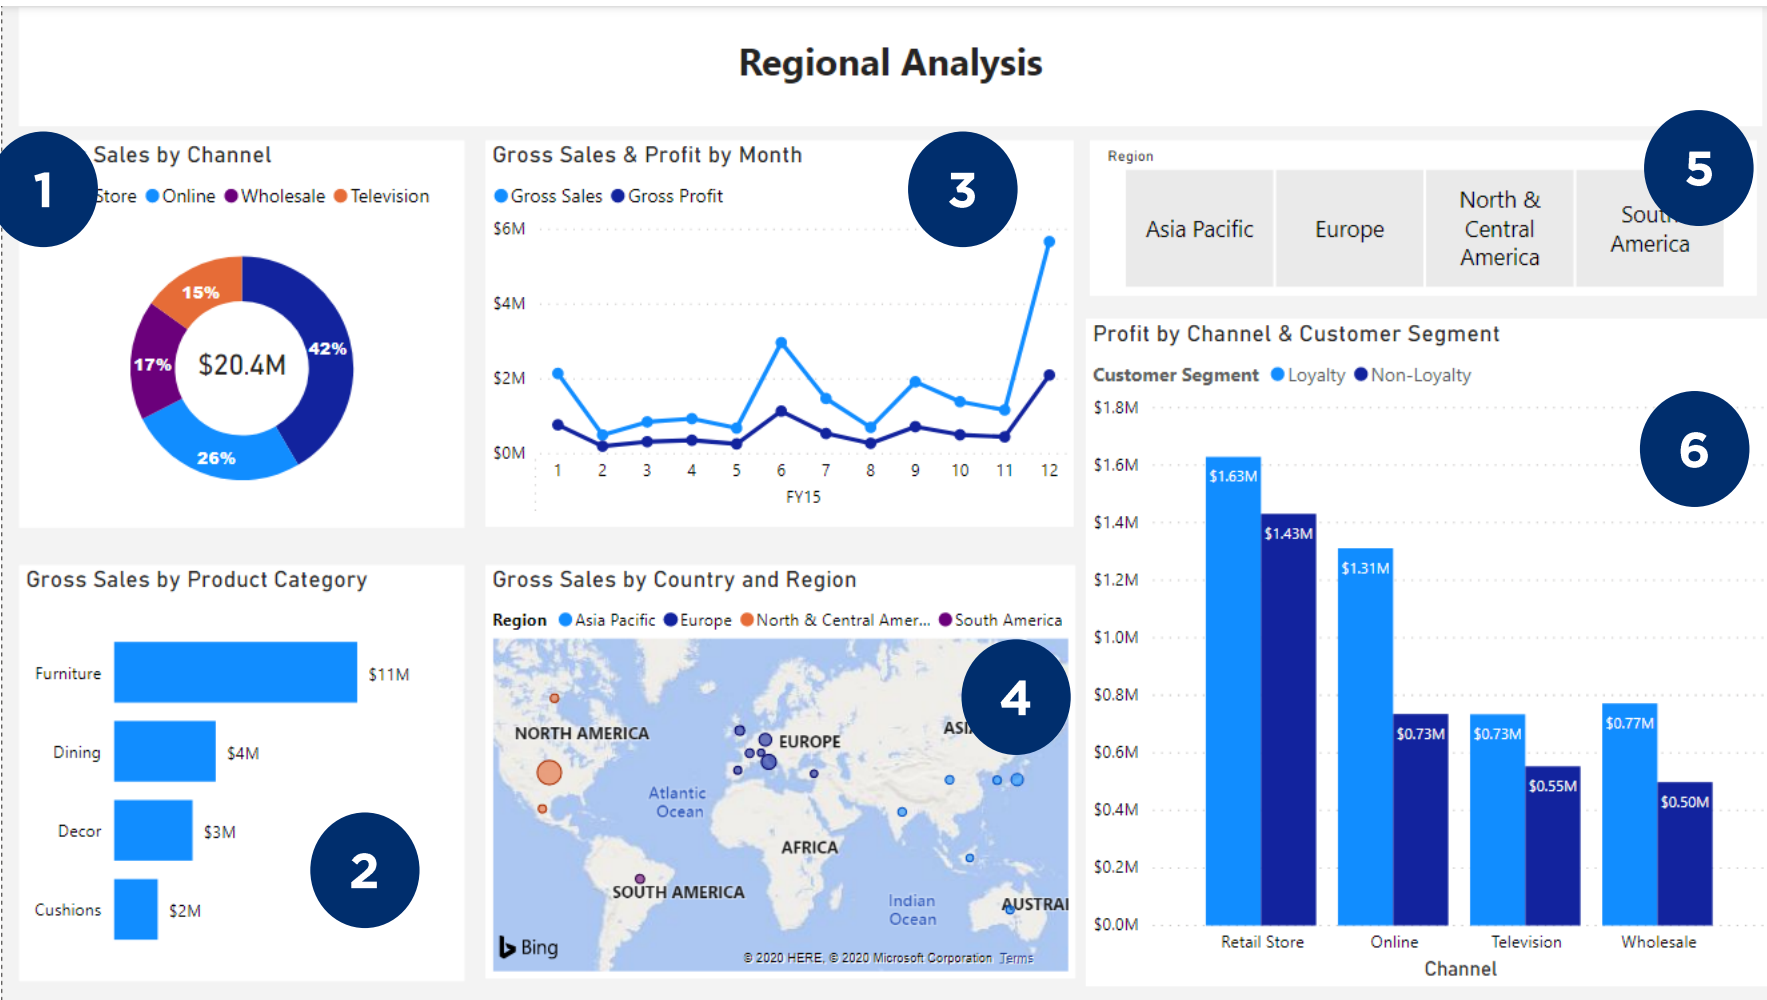 Regional Analysis
1
Sales by Channel
Store Online Wholesale Television
15%
42%
17%
$20.4M
26%
Gross Sales & Profit by Month
3
Gross Sales Gross Profit
$6M
$4M
$2M
$0M
1 2 3 4 5 6 7 8 9 10 11 12
FY15
Region
5
Asia Pacific
Europe
North &
Central
America
South
America
Gross Sales by Product Category
Furniture $11M
Dining $4M
Decor $3M
Cushions $2M
2
Gross Sales by Country and Region
Region Asia Pacific Europe North & Central Amer... South America
4
NORTH AMERICA
EUROPE
ASIA
Atlantic
Ocean
AFRICA
SOUTH AMERICA
Indian
Ocean
AUSTRAI
Bing
© 2020 HERE, © 2020 Microsoft Corporation Terms
Profit by Channel & Customer Segment
Customer Segment Loyalty Non-Loyalty
6
$1.8M
$1.6M
$1.4M
$1.2M
$1.0M
$0.8M
$0.6M
$0.4M
$0.2M
$0.0M
$1.63M
$1.43M
$1.31M
$0.73M
$0.73M
$0.55M
$0.77M
$0.50M
Retail Store Online Television Wholesale
Channel